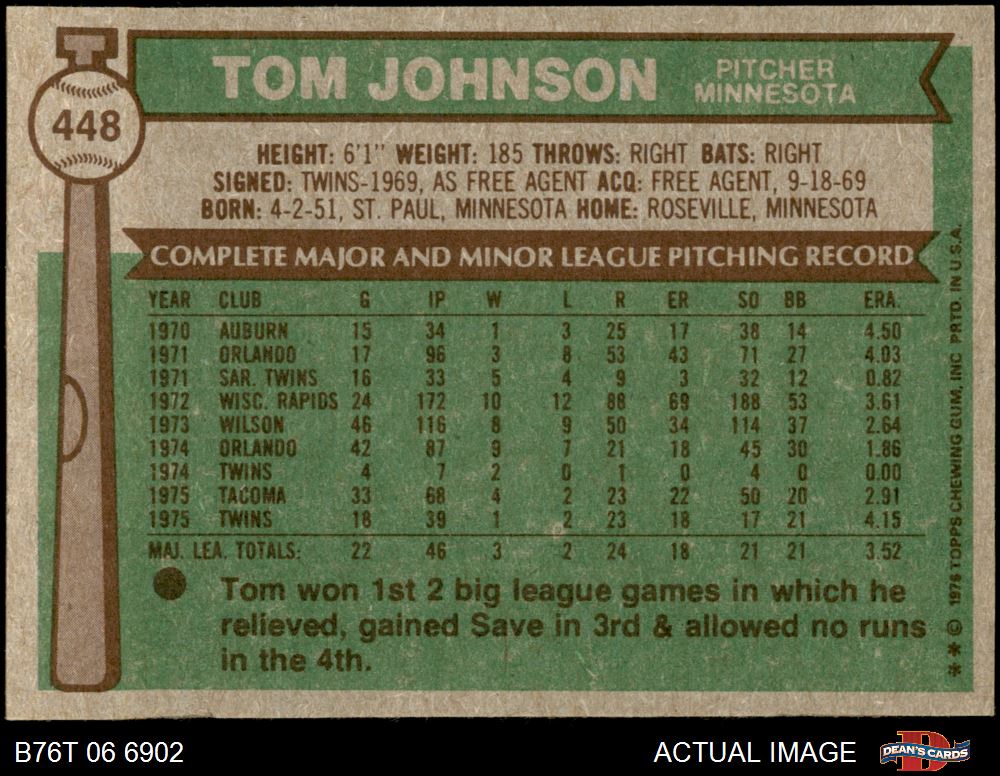 T
448
TOM JOHNSON PITCHER MINNESOTA
HEIGHT: 6'1" WEIGHT: 185 THROWS: RIGHT BATS: RIGHT
SIGNED: TWINS-1969, AS FREE AGENT ACQ: FREE AGENT, 9-18-69
BORN: 4-2-51, ST. PAUL, MINNESOTA HOME: ROSEVILLE, MINNESOTA
COMPLETE MAJOR AND MINOR LEAGUE PITCHING RECORD
YEAR CLUB G IP W L R ER SO BB ERA.
1970 AUBURN 15 34 1 3 25 17 38 14 4.50
1971 ORLANDO 17 96 3 8 53 43 71 27 4.03
1971 SAR. TWINS 16 33 5 4 9 3 32 12 0.82
1972 WISC. RAPIDS 24 172 10 12 88 69 188 53 3.61
1973 WILSON 46 116 8 9 50 34 114 37 2.64
1974 ORLANDO 42 87 9 7 21 18 45 30 1.86
1974 TWINS 4 7 2 0 1 0 4 0 0.00
1975 TACOMA 33 68 4 2 23 22 50 20 2.91
1975 TWINS 18 39 1 2 23 18 17 21 4.15
MAJ. LEA. TOTALS: 22 46 3 2 24 18 21 21 3.52
Tom won 1st 2 big league games in which he
relieved, gained Save in 3rd & allowed no runs
in the 4th.
** © 1976 TOPPS CHEWING GUM, INC PRTD. IN U.S.A.
B76T 06 6902 ACTUAL IMAGE D DEAN'S CARDS